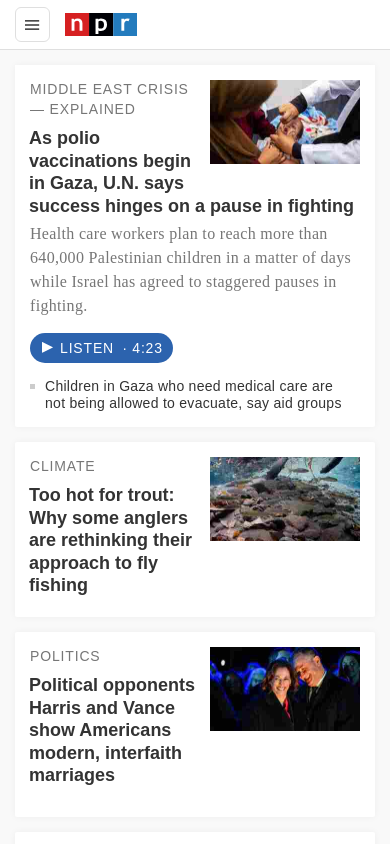 npr
MIDDLE EAST CRISIS
— EXPLAINED
As polio
vaccinations begin
in Gaza, U.N. says
success hinges on a pause in fighting
Health care workers plan to reach more than
640,000 Palestinian children in a matter of days
while Israel has agreed to staggered pauses in
fighting.
LISTEN · 4:23
Children in Gaza who need medical care are
not being allowed to evacuate, say aid groups
CLIMATE
Too hot for trout:
Why some anglers
are rethinking their
approach to fly
fishing
POLITICS
Political opponents
Harris and Vance
show Americans
modern, interfaith
marriages